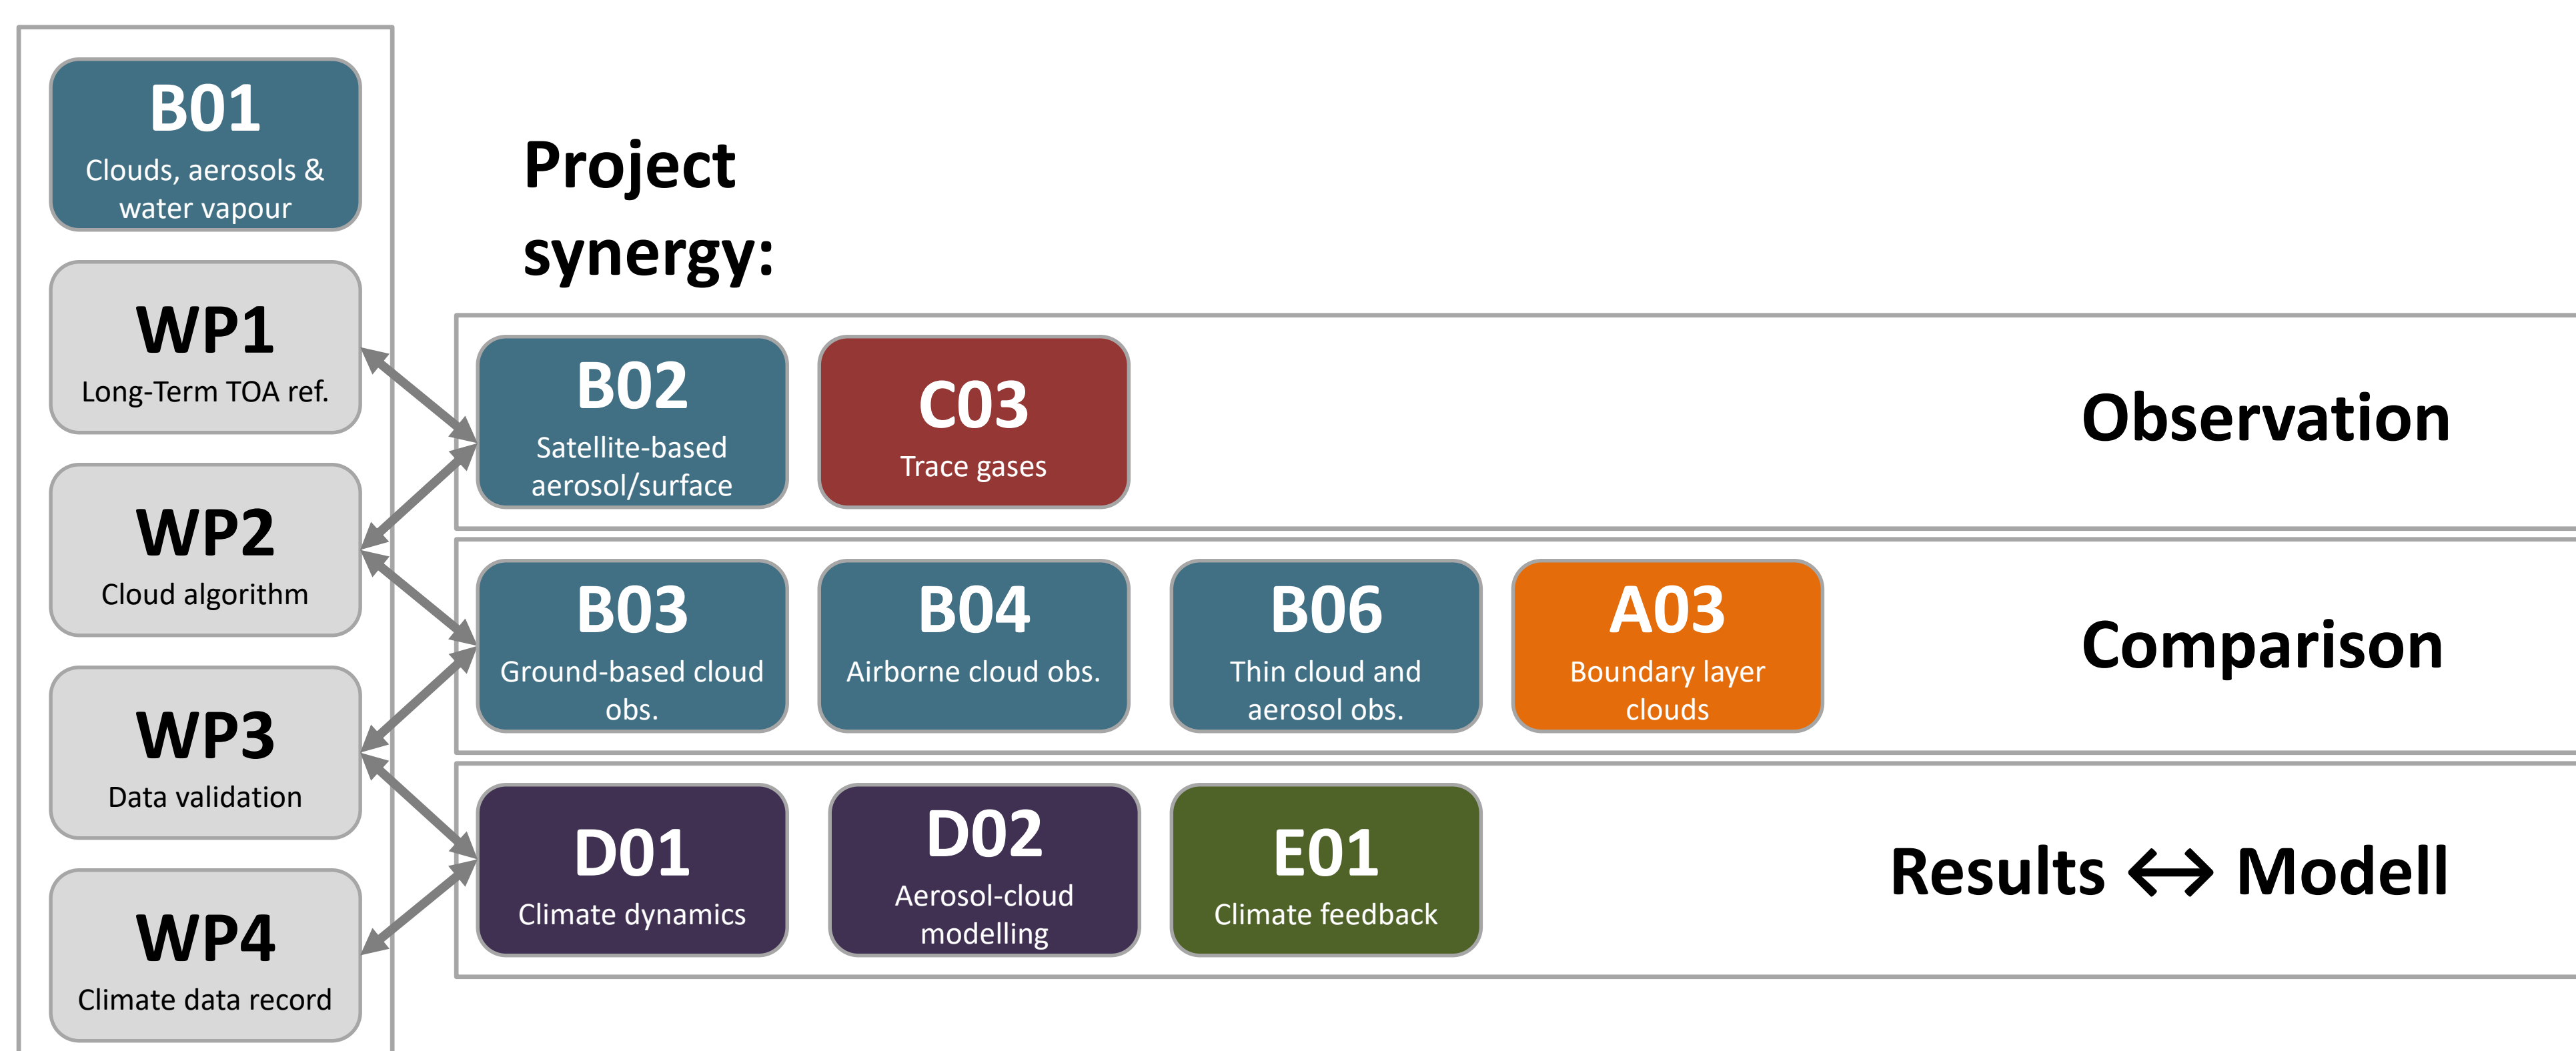 B01
Clouds, aerosols &
water vapour
WP1
Long-Term TOA ref.
WP2
Cloud algorithm
WP3
Data validation
WP4
Climate data record
Project
synergy:
B02
Satellite-based
aerosol/surface
C03
Trace gases
Observation
B03
Ground-based cloud
obs.
B04
Airborne cloud obs.
B06
Thin cloud and
aerosol obs.
A03
Boundary layer
clouds
Comparison
D01
Climate dynamics
D02
Aerosol-cloud
modelling
E01
Climate feedback
Results ↔ Modell